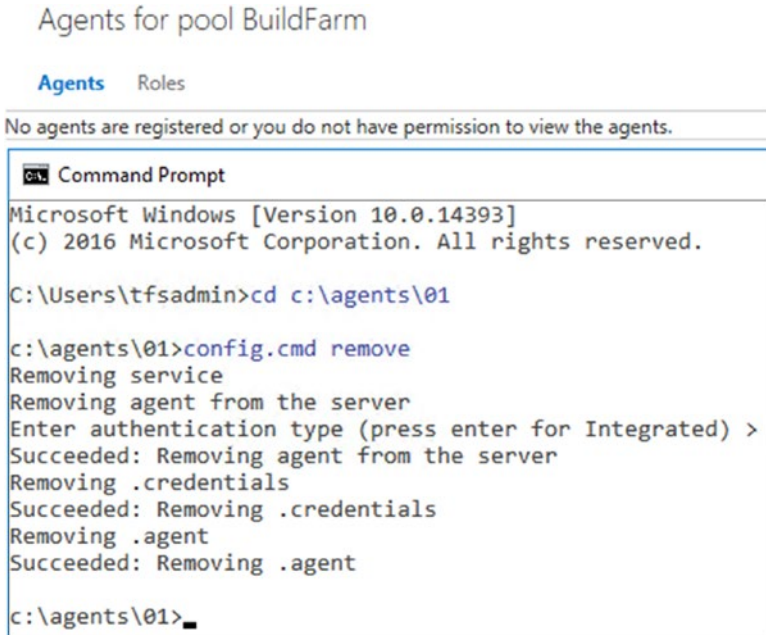 Agents for pool BuildFarm
Agents Roles
No agents are registered or you do not have permission to view the agents.
Command Prompt
Microsoft Windows [Version 10.0.14393]
(c) 2016 Microsoft Corporation. All rights reserved.
C:\Users\tfsadmin>cd c:\agents\01
c:\agents\01>config.cmd remove
Removing service
Removing agent from the server
Enter authentication type (press enter for Integrated) >
Succeeded: Removing agent from the server
Removing .credentials
Succeeded: Removing .credentials
Removing .agent
Succeeded: Removing .agent
c:\agents\01>